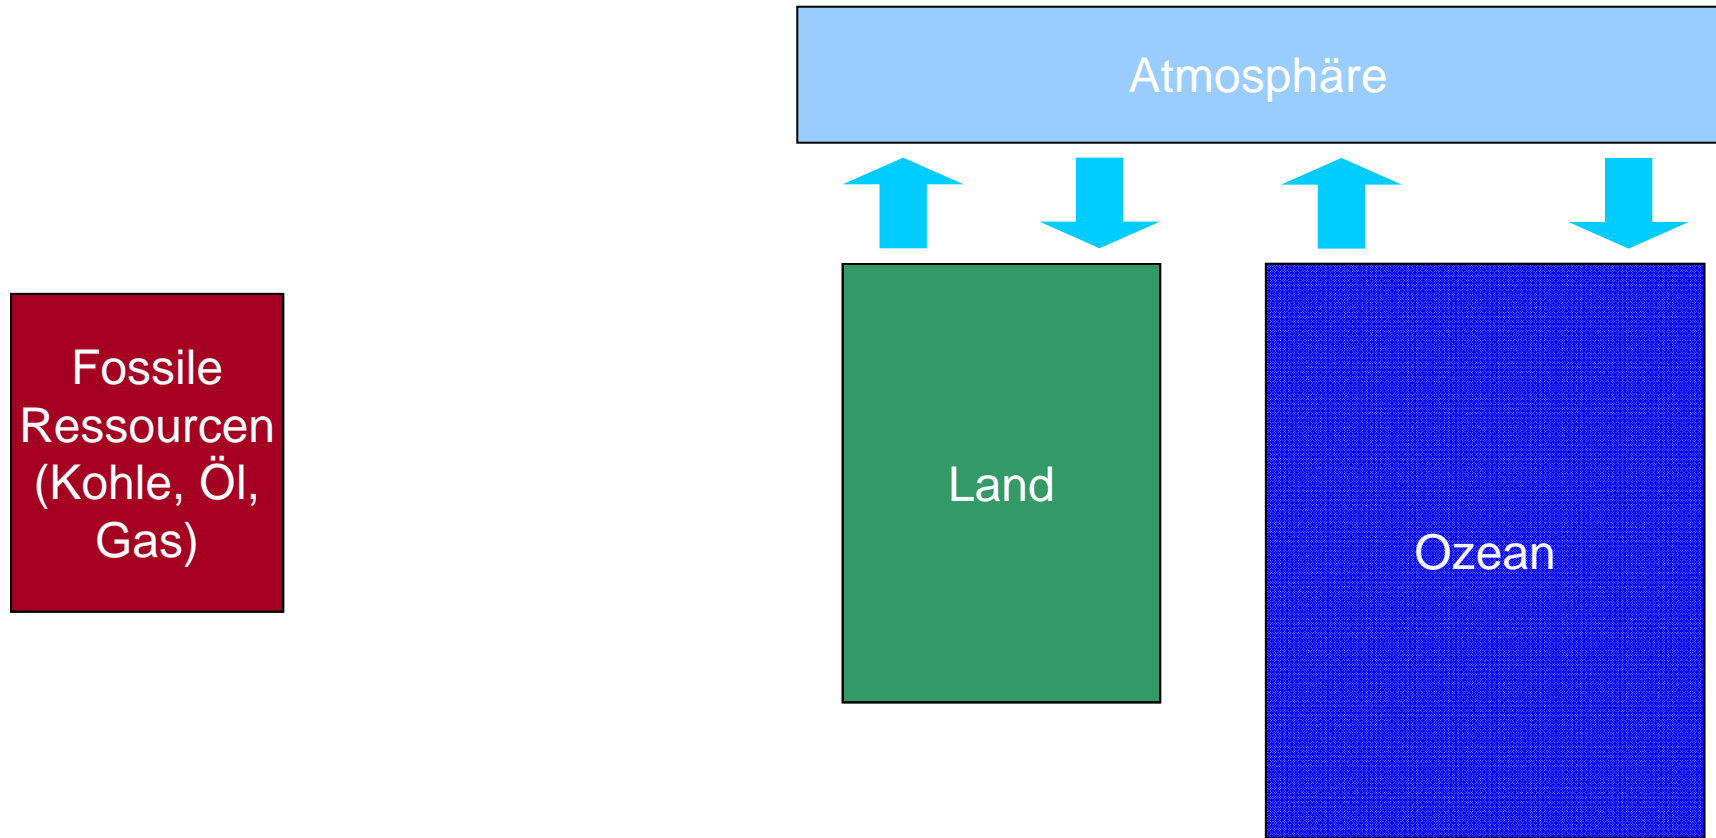 Atmosphäre
Fossile
Ressourcen
(Kohle, Öl,
Gas)
Land
Ozean